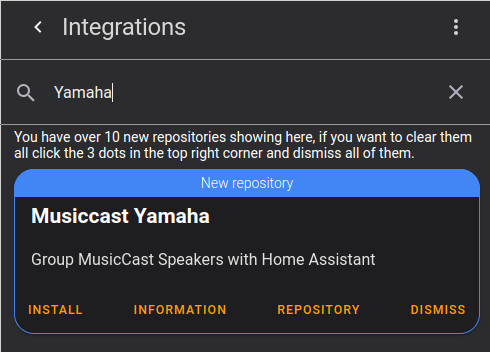 Integrations
Yamaha
You have over 10 new repositories showing here, if you want to clear them
all click the 3 dots in the top right corner and dismiss all of them.
New repository
Musiccast Yamaha
Group MusicCast Speakers with Home Assistant
INSTALL INFORMATION REPOSITORY DISMISS